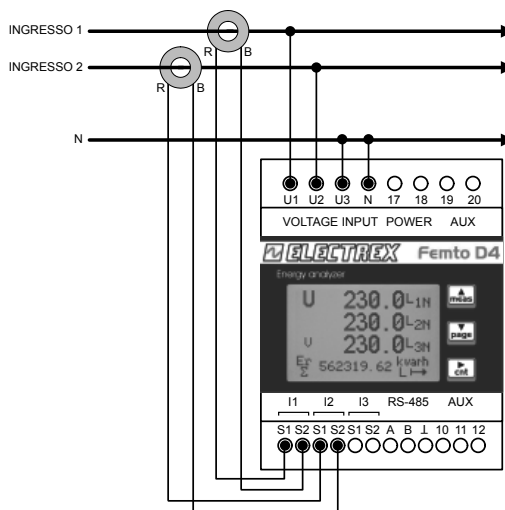 INGRESSO 1
R B
INGRESSO 2
R B
N
U1 U2 U3 N 17 18 19 20
VOLTAGE INPUT POWER AUX
ELECTREX Femto D4
Energy analyzer
U 230.0 L1N
meas
230.0 L2N
page
U 230.0 L3N
Er Σ 562319.62 kvarh L
cnt
I1 I2 I3 RS-485 AUX
S1 S2 S1 S2 S1 S2 A B ⊥ 10 11 12